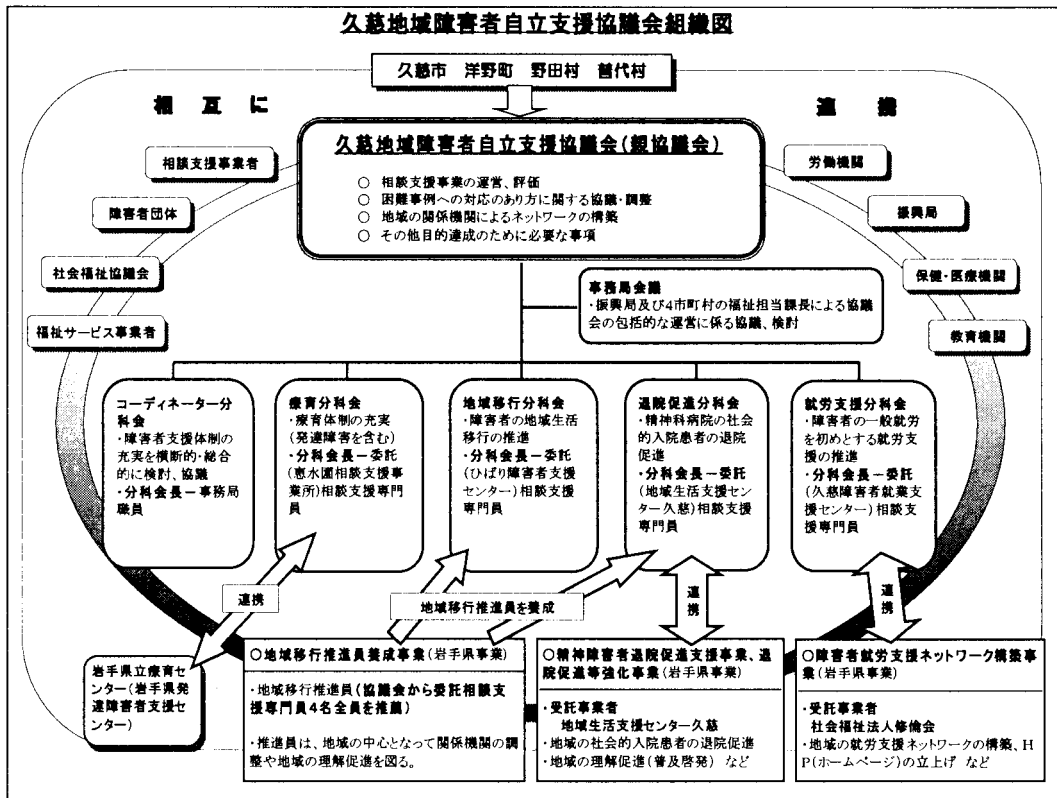 久慈地域障害者自立支援協議会組織図
久慈市 洋野町 野田村 普代村
相互に
連携
久慈地域障害者自立支援協議会(親協議会)
○ 相談支援事業の運営、評価
○ 困難事例への対応のあり方に関する協議・調整
○ 地域の関係機関によるネットワークの構築
○ その他目的達成のために必要な事項
相談支援事業者
障害者団体
社会福祉協議会
福祉サービス事業者
労働機関
振興局
保健・医療機関
教育機関
事務局会議
・振興局及び4市町村の福祉担当課長による協議
会の包括的な運営に係る協議、検討
コーディネーター分
科会
・障害者支援体制の
充実を横断的・総合
的に検討、協議
・分科会長ー事務局
職員
療育分科会
・療育体制の充実
(発達障害を含む)
・分科会長ー委託
(恵水園相談支援事
業所)相談支援専門
員
地域移行分科会
・障害者の地域生活
移行の推進
・分科会長ー委託
(ひばり障害者支援
センター)相談支援
専門員
退院促進分科会
・精神科病院の社会
的入院患者の退院
促進
・分科会長ー委託
(地域生活支援セン
ター久慈)相談支援
専門員
就労支援分科会
・障害者の一般就労
を初めとする就労支
援の推進
・分科会長ー委託
(久慈障害者就業支
援センター)相談支
援専門員
連携
地域移行推進員を養成
連携
連携
岩手県立療育セ
ンター(岩手県発
達障害者支援セ
ンター)
○地域移行推進員養成事業(岩手県事業)
・地域移行推進員(協議会から委託相談支
援専門員4名全員を推薦)
・推進員は、地域の中心となって関係機関の調
整や地域の理解促進を図る。
○精神障害者退院促進支援事業、退
院促進等強化事業(岩手県事業)
・受託事業者
地域生活支援センター久慈
・地域の社会的入院患者の退院促進
・地域の理解促進(普及啓発) など
○障害者就労支援ネットワーク構築事
業(岩手県事業)
・受託事業者
社会福祉法人修倫会
・地域の就労支援ネットワークの構築、H
P(ホームページ)の立上げ など